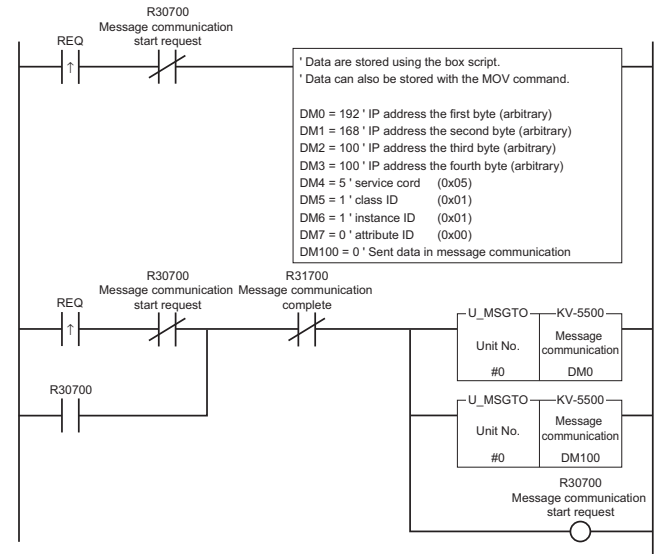 R30700
Message communication
start request
REQ
↑
' Data are stored using the box script.
' Data can also be stored with the MOV command.
DM0 = 192 ' IP address the first byte (arbitrary)
DM1 = 168 ' IP address the second byte (arbitrary)
DM2 = 100 ' IP address the third byte (arbitrary)
DM3 = 100 ' IP address the fourth byte (arbitrary)
DM4 = 5 ' service cord (0x05)
DM5 = 1 ' class ID (0x01)
DM6 = 1 ' instance ID (0x01)
DM7 = 0 ' attribute ID (0x00)
DM100 = 0 ' Sent data in message communication
R30700
Message communication
start request
R31700
Message communication
complete
REQ
↑
U_MSGTO KV-5500
Unit No.
Message
communication
#0 DM0
R30700
U_MSGTO KV-5500
Unit No.
Message
communication
#0 DM100
R30700
Message communication
start request